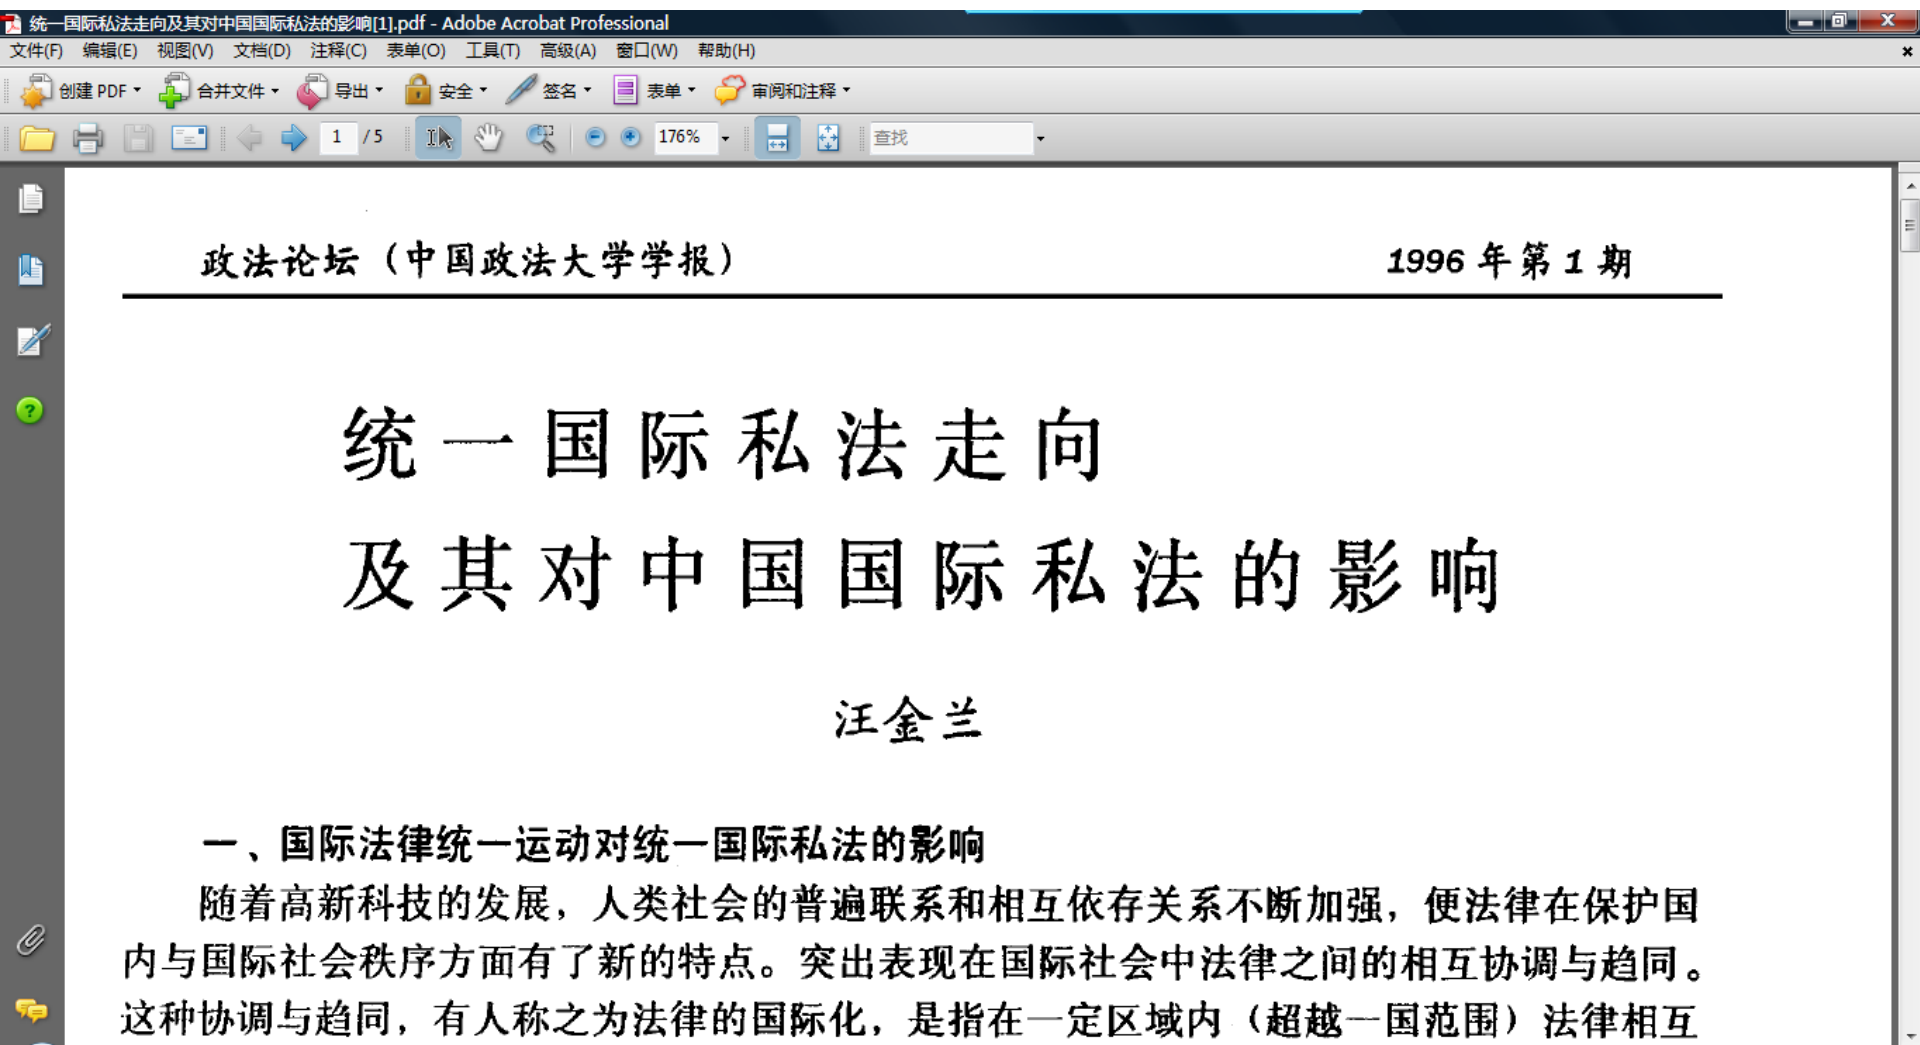 统一国际私法走向及其对中国国际私法的影响[1].pdf - Adobe Acrobat Professional
文件(F) 编辑(E) 视图(V) 文档(D) 注释(C) 表单(O) 工具(T) 高级(A) 窗口(W) 帮助(H)
创建 PDF 合并文件 导出 安全 签名 表单 审阅和注释
1 / 5 176% 查找
政法论坛（中国政法大学学报） 1996 年第 1 期
统一国际私法走向
及其对中国国际私法的影响
汪金兰
一、国际法律统一运动对统一国际私法的影响
随着高新科技的发展，人类社会的普遍联系和相互依存关系不断加强，便法律在保护国
内与国际社会秩序方面有了新的特点。突出表现在国际社会中法律之间的相互协调与趋同。
这种协调与趋同，有人称之为法律的国际化，是指在一定区域内（超越一国范围）法律相互